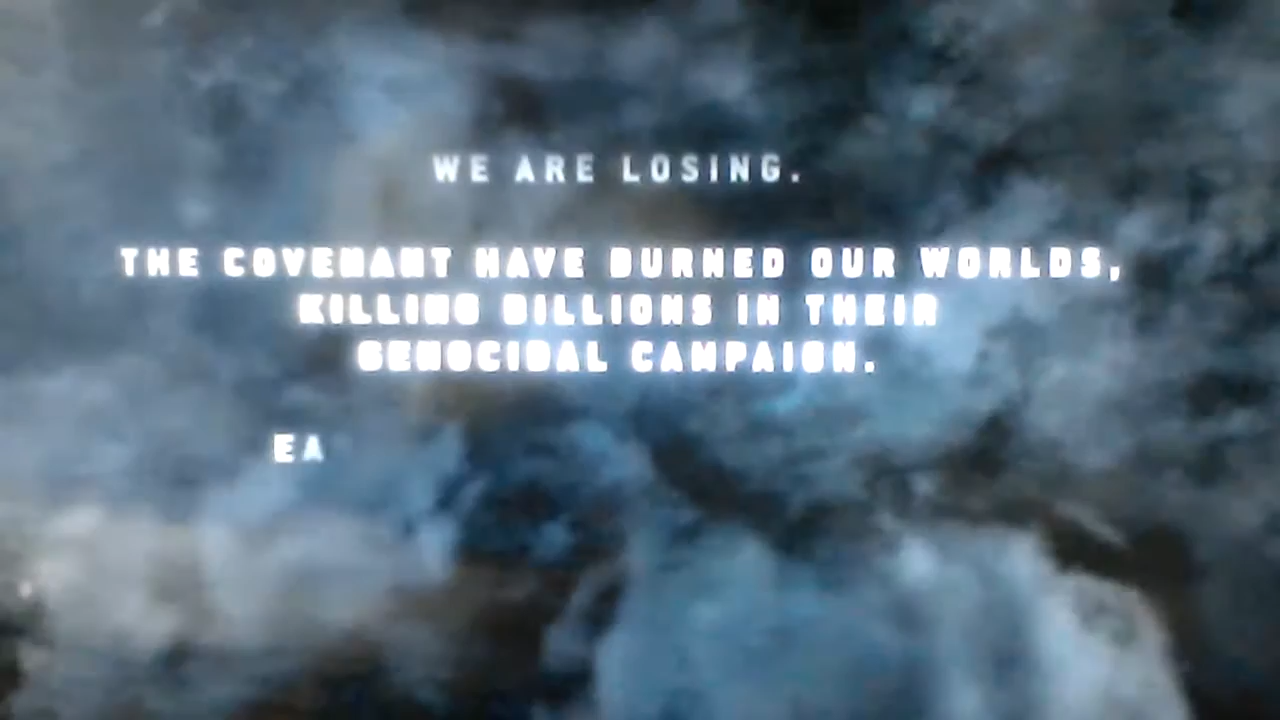 WE ARE LOSING.
THE COVENANT HAVE BURNED OUR WORLDS,
KILLING BILLIONS IN THEIR
GENOCIDAL CAMPAIGN.
EA